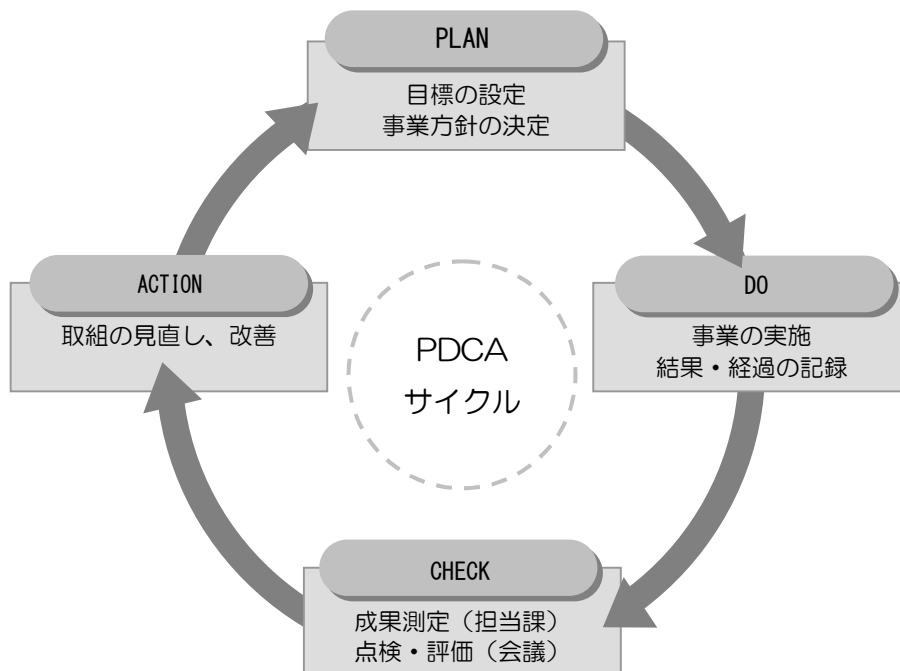 PLAN
目標の設定
事業方針の決定
ACTION
取組の見直し、改善
DO
事業の実施
結果・経過の記録
PDCA
サイクル
CHECK
成果測定（担当課）
点検・評価（会議）